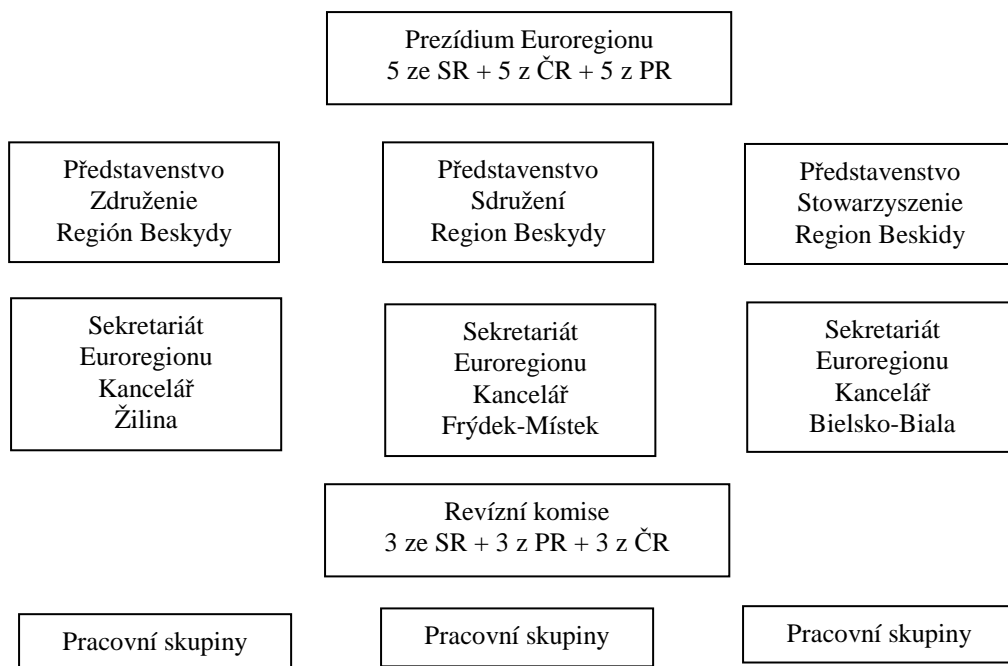 Prezídium Euroregionu
5 ze SR + 5 z ČR + 5 z PR
Představenstvo
Združenie
Región Beskydy
Představenstvo
Sdružení
Region Beskydy
Představenstvo
Stowarzyszenie
Region Beskidy
Sekretariát
Euroregionu
Kancelář
Žilina
Sekretariát
Euroregionu
Kancelář
Frýdek-Místek
Sekretariát
Euroregionu
Kancelář
Bielsko-Biala
Revízní komise
3 ze SR + 3 z PR + 3 z ČR
Pracovní skupiny
Pracovní skupiny
Pracovní skupiny